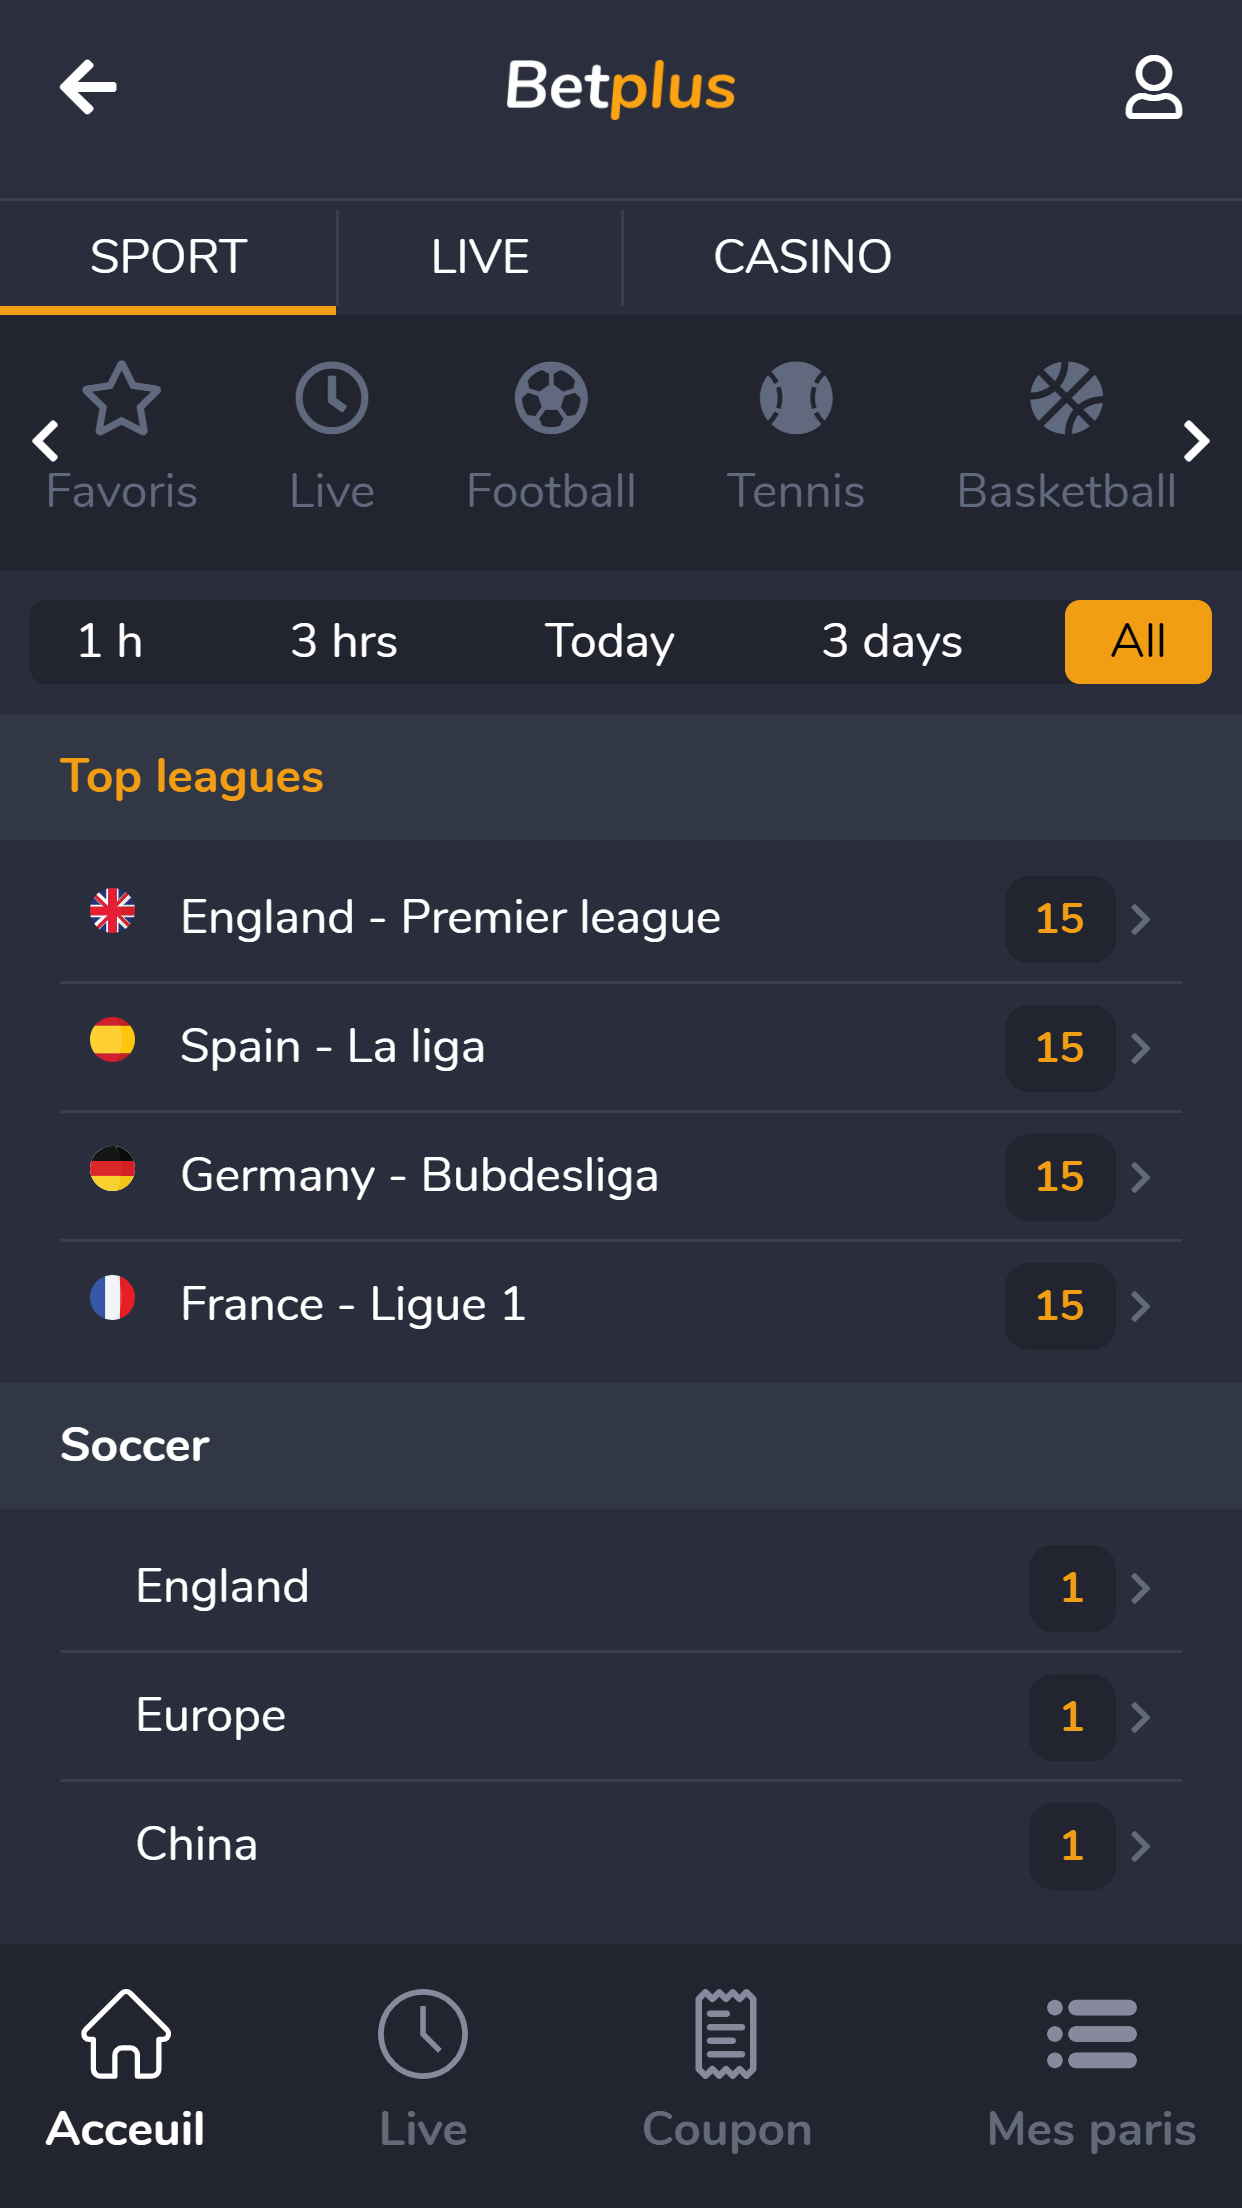 Betplus
SPORT LIVE CASINO
Favoris Live Football Tennis Basketball
1 h 3 hrs Today 3 days All
Top leagues
England - Premier league 15
Spain - La liga 15
Germany - Bubdesliga 15
France - Ligue 1 15
Soccer
England 1
Europe 1
China 1
Acceuil Live Coupon Mes paris